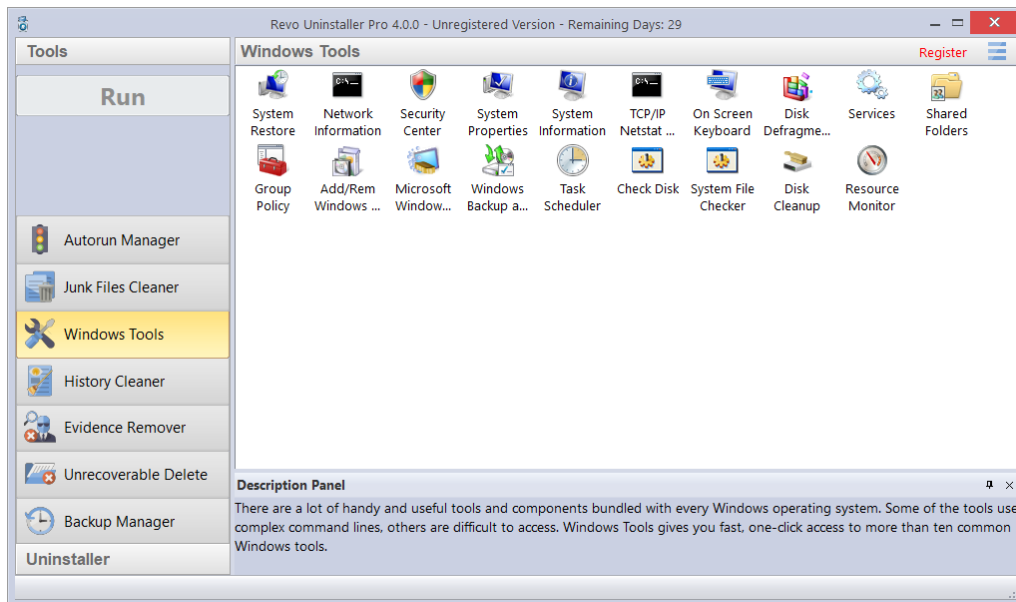 Revo Uninstaller Pro 4.0.0 - Unregistered Version - Remaining Days: 29
Tools
Run
Autorun Manager
Junk Files Cleaner
Windows Tools
History Cleaner
Evidence Remover
Unrecoverable Delete
Backup Manager
Uninstaller
Windows Tools
Register
System
Restore
Network
Information
Security
Center
System
Properties
System
Information
TCP/IP
Netstat ...
On Screen
Keyboard
Disk
Defragme...
Services
Shared
Folders
Group
Policy
Add/Rem
Windows ...
Microsoft
Window...
Windows
Backup a...
Task
Scheduler
Check Disk
System File
Checker
Disk
Cleanup
Resource
Monitor
Description Panel
There are a lot of handy and useful tools and components bundled with every Windows operating system. Some of the tools use
complex command lines, others are difficult to access. Windows Tools gives you fast, one-click access to more than ten common
Windows tools.